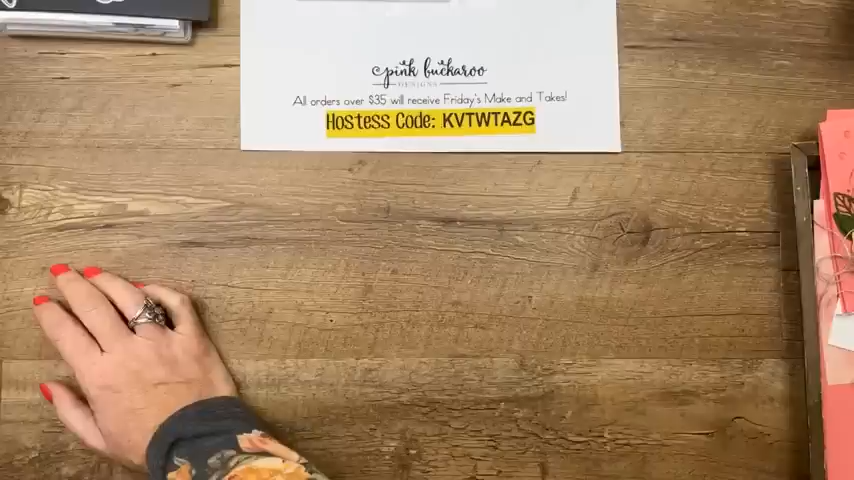 pink buckaroo
All orders over $35 will receive Friday's Make and Takes!
Hostess Code: KVTWTAZG